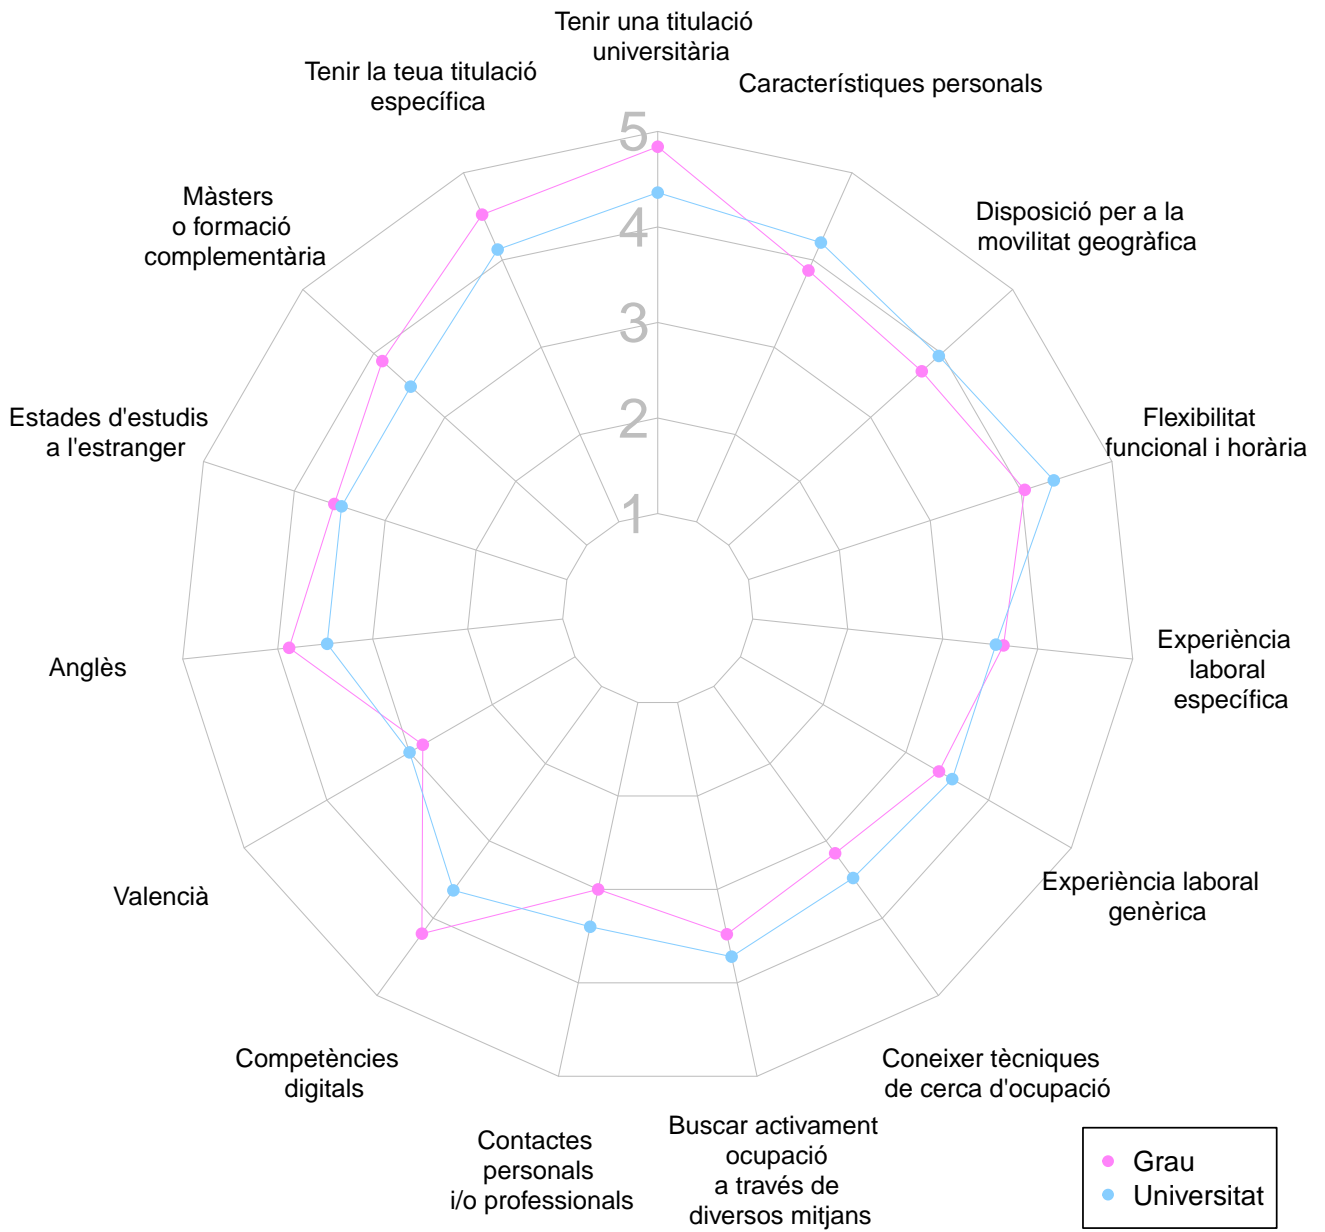 Tenir una titulació
universitària
Tenir la teua titulació
específica
Característiques personals
Màsters
o formació
complementària
Disposició per a la
movilitat geogràfica
Estades d'estudis
a l'estranger
Flexibilitat
funcional i horària
5
4
3
2
1
Anglès
Experiència
laboral
específica
Valencià
Experiència laboral
genèrica
Competències
digitals
Coneixer tècniques
de cerca d'ocupació
Contactes
personals
i/o professionals
Buscar activament
ocupació
a través de
diversos mitjans
Grau
Universitat